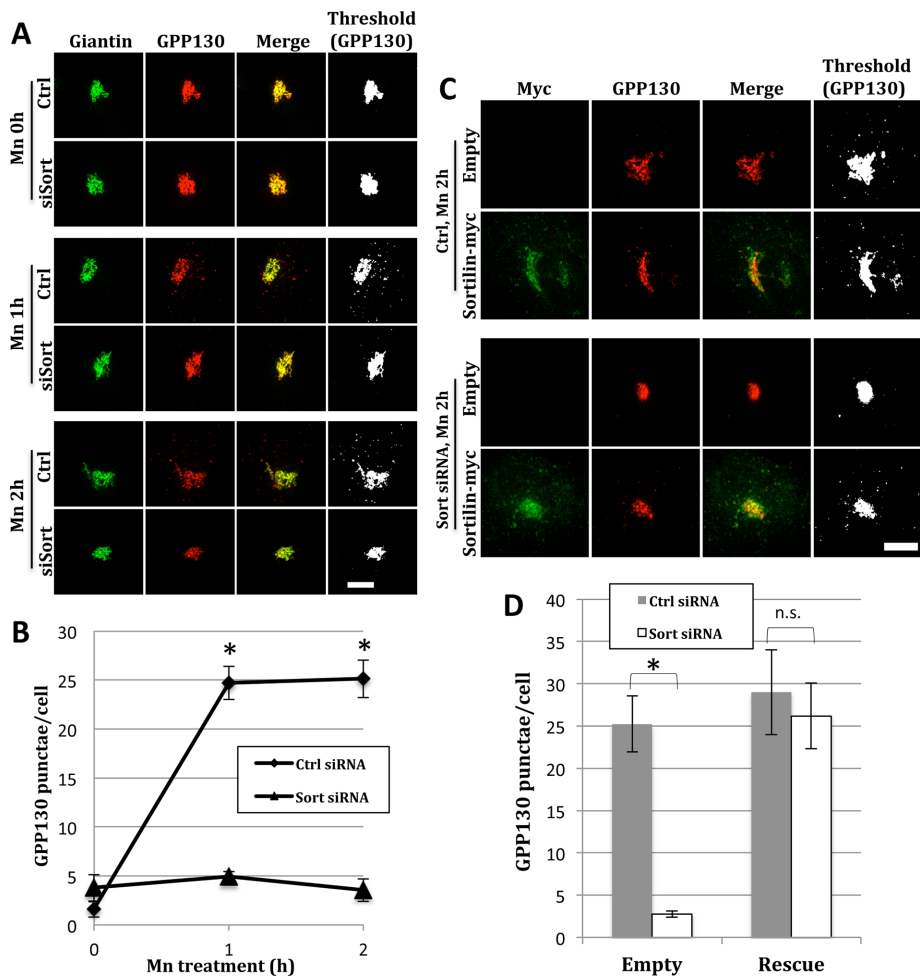 A
Giantin GPP130 Merge Threshold (GPP130)
Mn 0h
Ctrl
siSort
Mn 1h
Ctrl
siSort
Mn 2h
Ctrl
siSort
B
GPP130 punctae/cell
30
25
20
15
10
5
0
*
*
Ctrl siRNA
Sort siRNA
0 1 2
Mn treatment (h)
C
Myc GPP130 Merge Threshold (GPP130)
Ctrl, Mn 2h
Empty
Sortilin-myc
Sort siRNA, Mn 2h
Empty
Sortilin-myc
D
GPP130 punctae/cell
40
35
30
25
20
15
10
5
0
Ctrl siRNA
Sort siRNA
*
n.s.
Empty Rescue